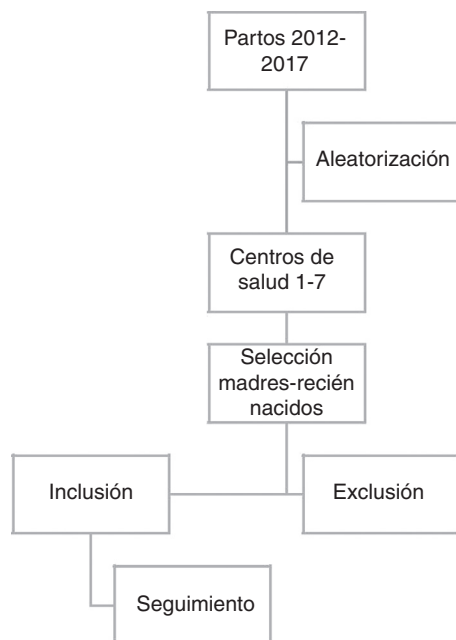 Partos 2012-
2017
Aleatorización
Centros de
salud 1-7
Selección
madres-recién
nacidos
Inclusión
Exclusión
Seguimiento